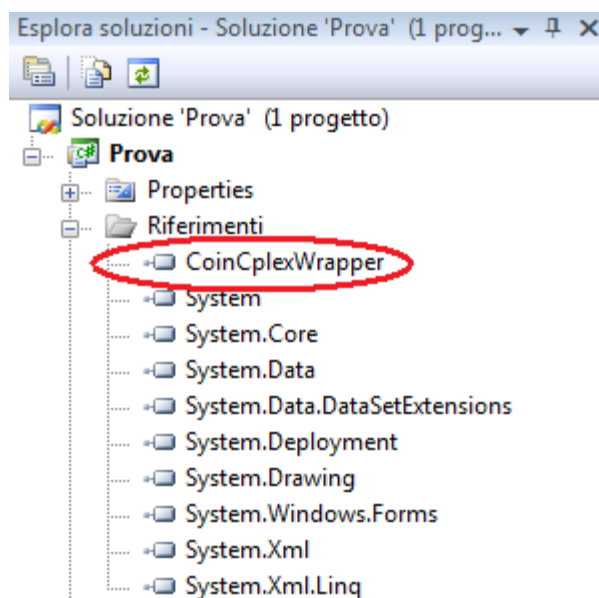 Esplora soluzioni - Soluzione 'Prova' (1 prog...
Soluzione 'Prova' (1 progetto)
Prova
Properties
Riferimenti
CoinCplexWrapper
System
System.Core
System.Data
System.Data.DataSetExtensions
System.Deployment
System.Drawing
System.Windows.Forms
System.Xml
System.Xml.Linq